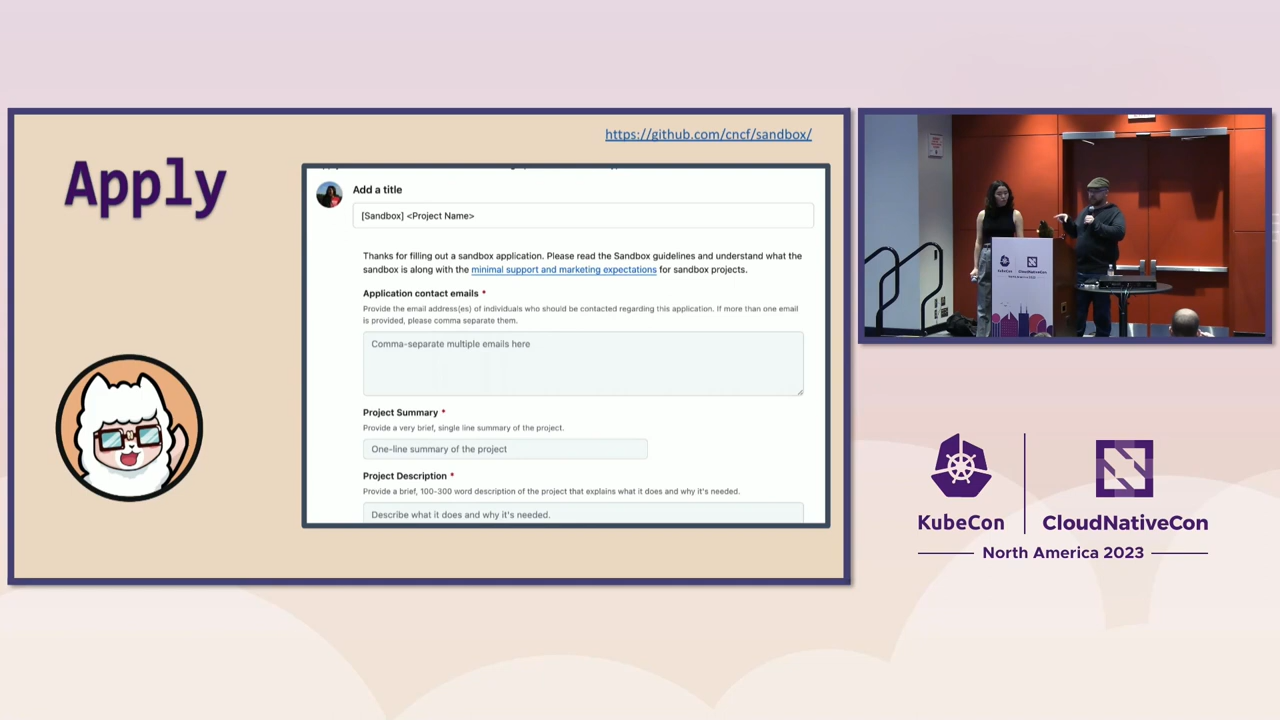 https://github.com/cncf/sandbox/
Apply
Add a title
[Sandbox] <Project Name>
Thanks for filling out a sandbox application. Please read the Sandbox guidelines and understand what the
sandbox is along with the minimal support and marketing expectations for sandbox projects.
Application contact emails *
Provide the email address(es) of individuals who should be contacted regarding this application. If more than one email
is provided, please comma separate them.
Comma-separate multiple emails here
Project Summary *
Provide a very brief, single line summary of the project.
One-line summary of the project
Project Description *
Provide a brief, 100-300 word description of the project that explains what it does and why it's needed.
Describe what it does and why it's needed.
KubeCon
CloudNativeCon
KubeCon
CloudNativeCon
North America 2023